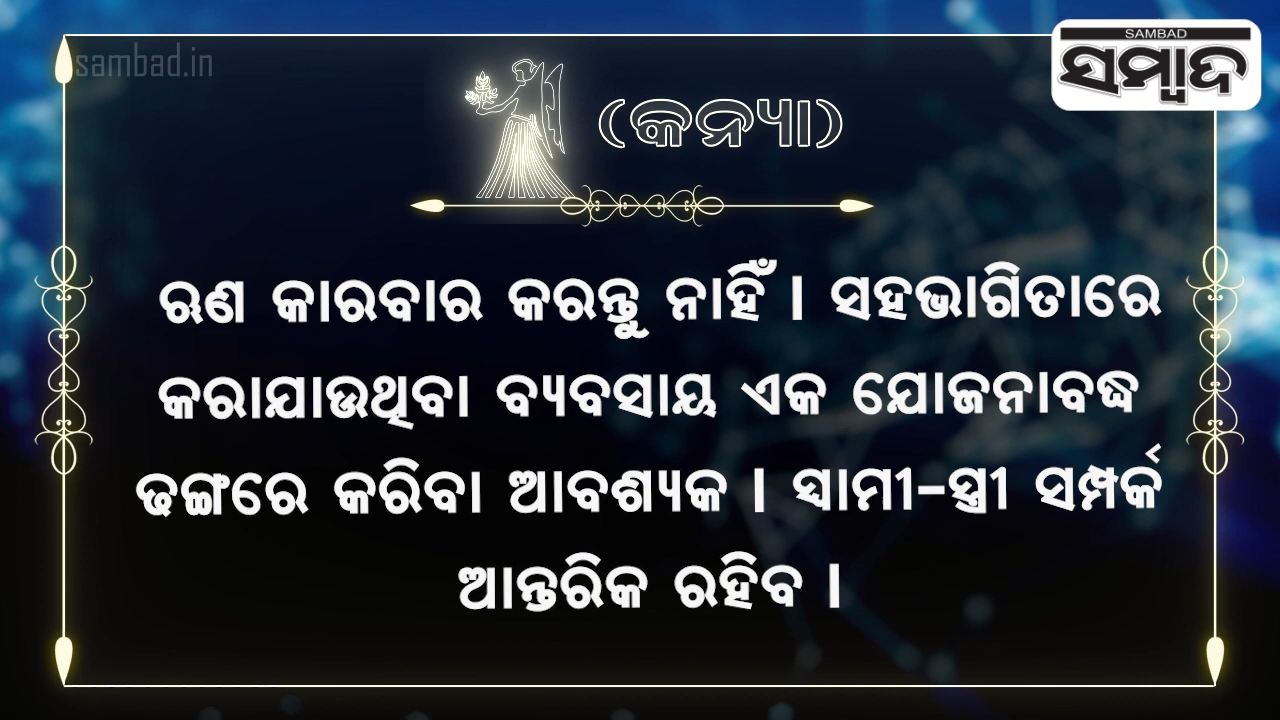 sambad.in
SAMBAD
ସମ୍ବାଦ
(କନ୍ୟା)
ଋଣ କାରବାର କରନ୍ତୁ ନାହିଁ । ସହଭାଗିତାରେ
କରାଯାଉଥିବା ବ୍ୟବସାୟ ଏକ ଯୋଜନାବଦ୍ଧ
ଢଙ୍ଗରେ କରିବା ଆବଶ୍ୟକ । ସ୍ୱାମୀ-ସ୍ତ୍ରୀ ସମ୍ପର୍କ
ଆନ୍ତରିକ ରହିବ ।